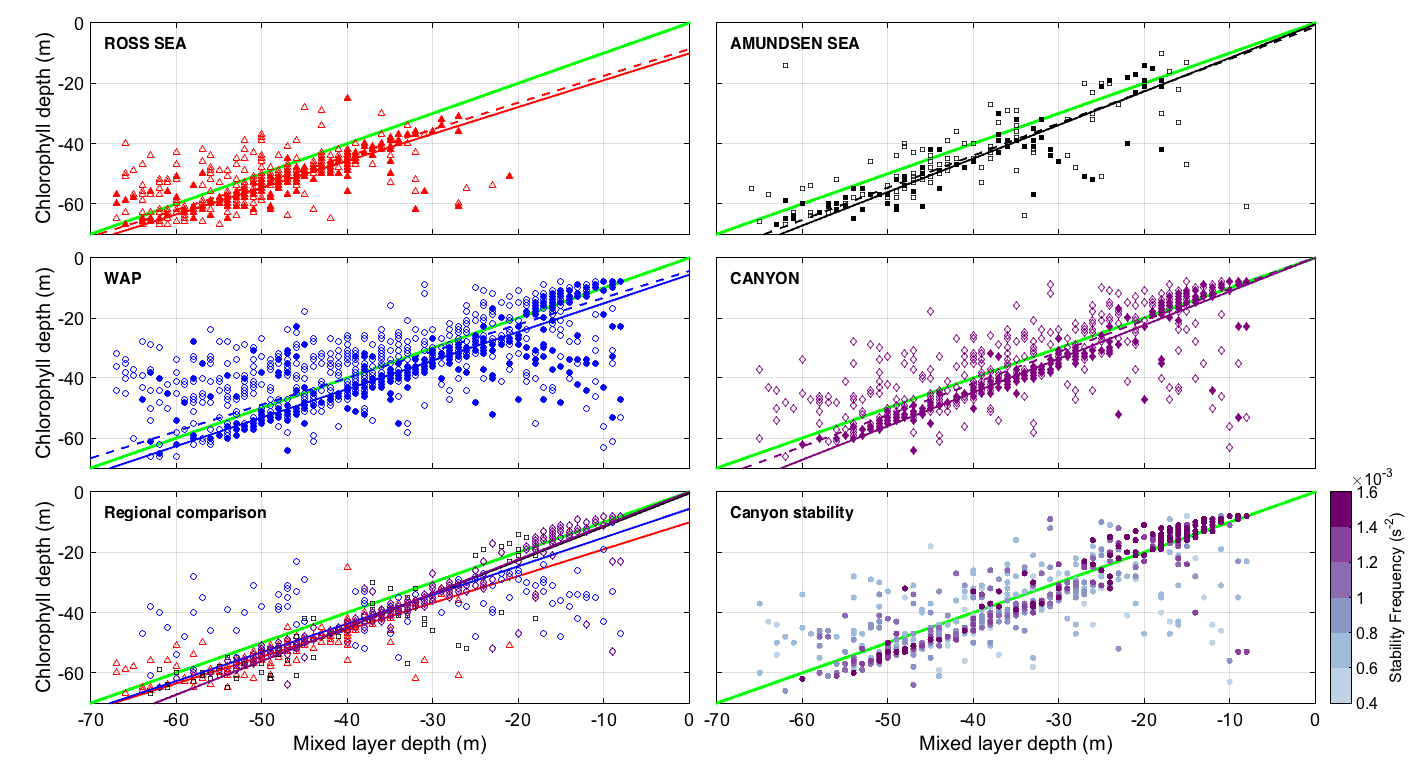 ROSS SEA
Chlorophyll depth (m)
0
-20
-40
-60
AMUNDSEN SEA
WAP
Chlorophyll depth (m)
0
-20
-40
-60
CANYON
Regional comparison
Chlorophyll depth (m)
0
-20
-40
-60
-70 -60 -50 -40 -30 -20 -10 0
Mixed layer depth (m)
Canyon stability
-70 -60 -50 -40 -30 -20 -10 0
Mixed layer depth (m)
×10⁻³
1.6
1.4
1.2
1
0.8
0.6
0.4
Stability Frequency (s⁻²)